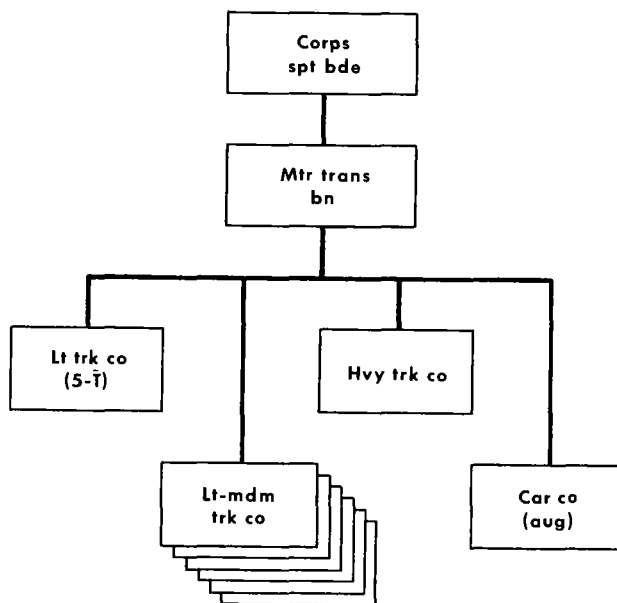 Corps
spt bde
Mtr trans
bn
Lt trk co
(5-T)
Hvy trk co
Lt-mdm
trk co
Car co
(aug)